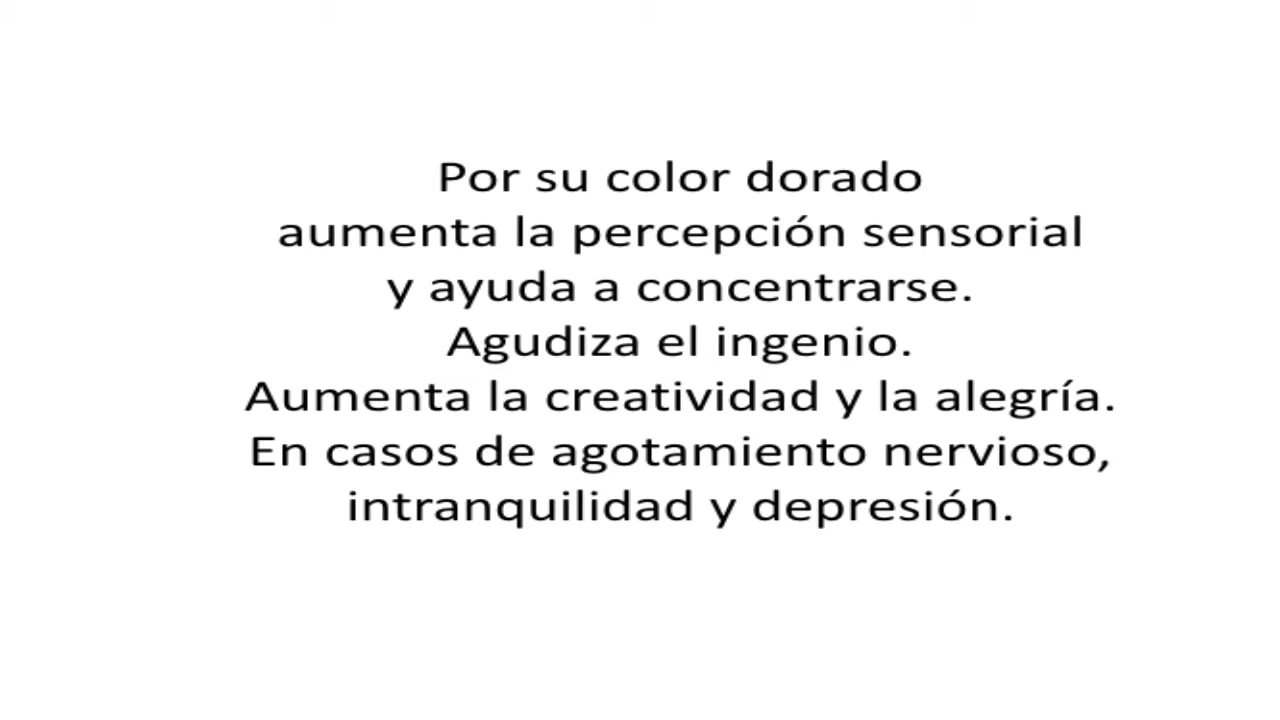 Por su color dorado
aumenta la percepción sensorial
y ayuda a concentrarse.
Agudiza el ingenio.
Aumenta la creatividad y la alegría.
En casos de agotamiento nervioso,
intranquilidad y depresión.